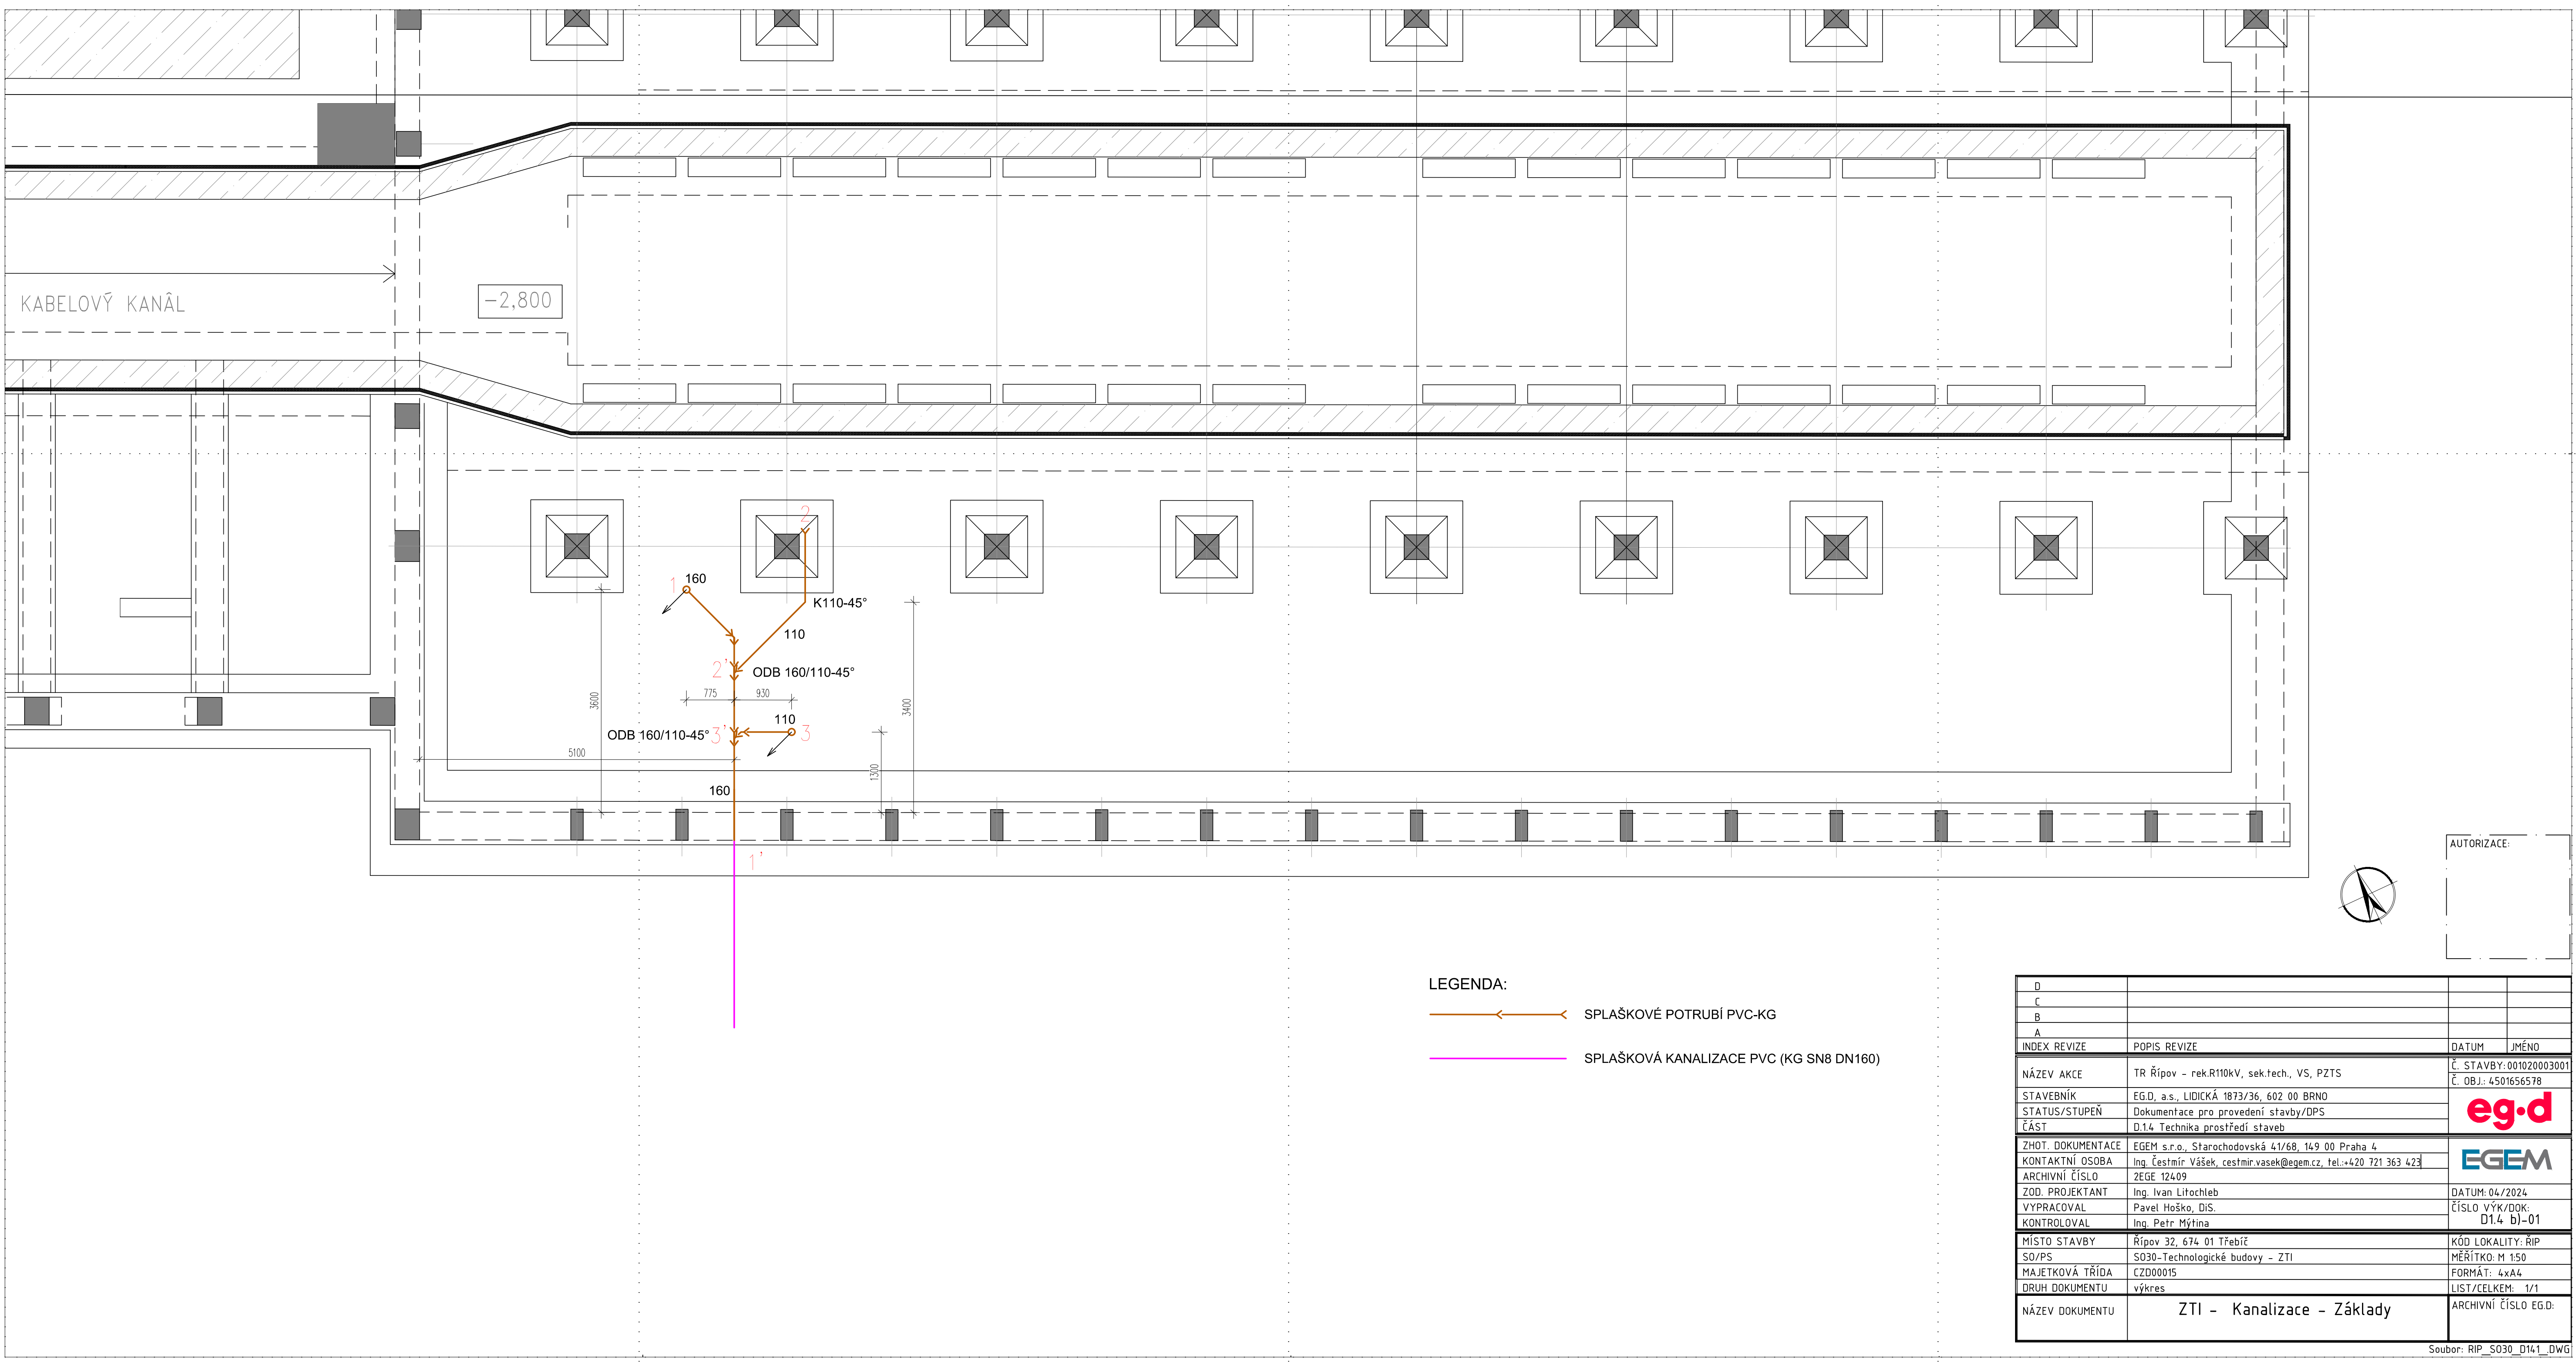 KABELOVÝ KANÂL
-2,800
2
1
160
K110-45°
110
2'
ODB 160/110-45°
775
930
3600
3400
110
3'
3
ODB 160/110-45°
5100
1300
160
1'
AUTORIZACE:
LEGENDA:
SPLAŠKOVÉ POTRUBÍ PVC-KG
SPLAŠKOVÁ KANALIZACE PVC (KG SN8 DN160)
D
C
B
A
INDEX REVIZE POPIS REVIZE DATUM JMÉNO
NÁZEV AKCE TR Řípov - rek.R110kV, sek.tech., VS, PZTS
Č. STAVBY:001020003001
Č. OBJ.: 4501656578
STAVEBNÍK EG.D, a.s., LIDICKÁ 1873/36, 602 00 BRNO
eg·d
STATUS/STUPEŇ Dokumentace pro provedení stavby/DPS
ČÁST D.1.4 Technika prostředí staveb
ZHOT. DOKUMENTACE EGEM s.r.o., Starochodovská 41/68, 149 00 Praha 4
EGEM
KONTAKTNÍ OSOBA Ing. Čestmír Vášek, cestmir.vasek@egem.cz, tel.:+420 721 363 423
ARCHIVNÍ ČÍSLO 2EGE 12409
ZOD. PROJEKTANT Ing. Ivan Litochleb DATUM: 04/2024
VYPRACOVAL Pavel Hoško, DiS. ČÍSLO VÝK/DOK:
D1.4 b)-01
KONTROLOVAL Ing. Petr Mýtina
MÍSTO STAVBY Řípov 32, 674 01 Třebíč KÓD LOKALITY: ŘIP
SO/PS SO30-Technologické budovy - ZTI MĚŘÍTKO: M 1:50
MAJETKOVÁ TŘÍDA CZD00015 FORMÁT: 4xA4
DRUH DOKUMENTU výkres LIST/CELKEM: 1/1
NÁZEV DOKUMENTU ZTI - Kanalizace - Základy ARCHIVNÍ ČÍSLO EG.D:
Soubor: RIP_SO30_D141_.DWG